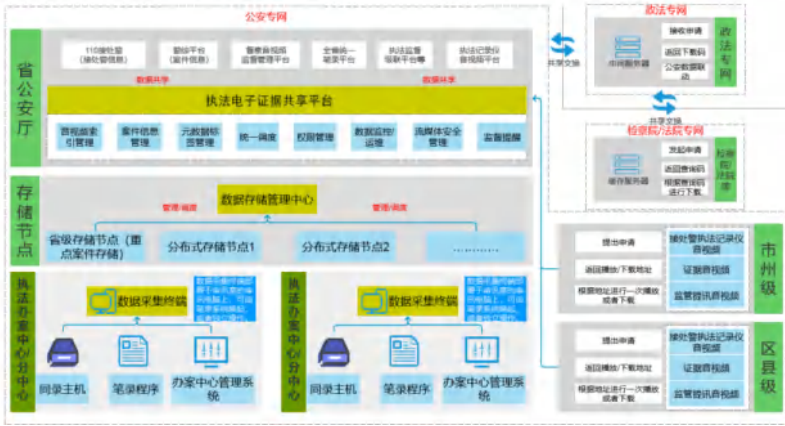 公安专网
省公安厅
110接处警
(接处警信息)
警综平台
(案件信息)
警察音视频
监督管理平台
全省统一
笔录平台
执法监督
级联平台等
执法记录仪
音视频平台
数据共享
数据共享
执法电子证据共享平台
音视频索
引管理
案件信息
管理
元数据标
签管理
统一调度
权限管理
数据监控/
运维
流媒体安全
管理
监督提醒
存储节点
数据存储管理中心
管理/调度
管理/调度
省级存储节点（重
点案件存储）
分布式存储节点1
分布式存储节点2
…………
执法办案中心/分中心
数据采集终端
同录主机
笔录程序
办案中心管理系
统
执法办案中心/分中心
数据采集终端
同录主机
笔录程序
办案中心管理系
统
共享交换
政法专网
中间服务器
接收申请
返回下载码
公安数据联
动
政法专网
共享交换
检察院/法院专网
缓存服务器
发起申请
返回查询码
根据查询码
进行下载
提出申请
返回播放/下载地址
根据地址进行一次播放
或者下载
接处警执法记录仪
音视频
证据音视频
监管提讯音视频
市州级
提出申请
返回播放/下载地址
根据地址进行一次播放
或者下载
接处警执法记录仪
音视频
证据音视频
监管提讯音视频
区县级